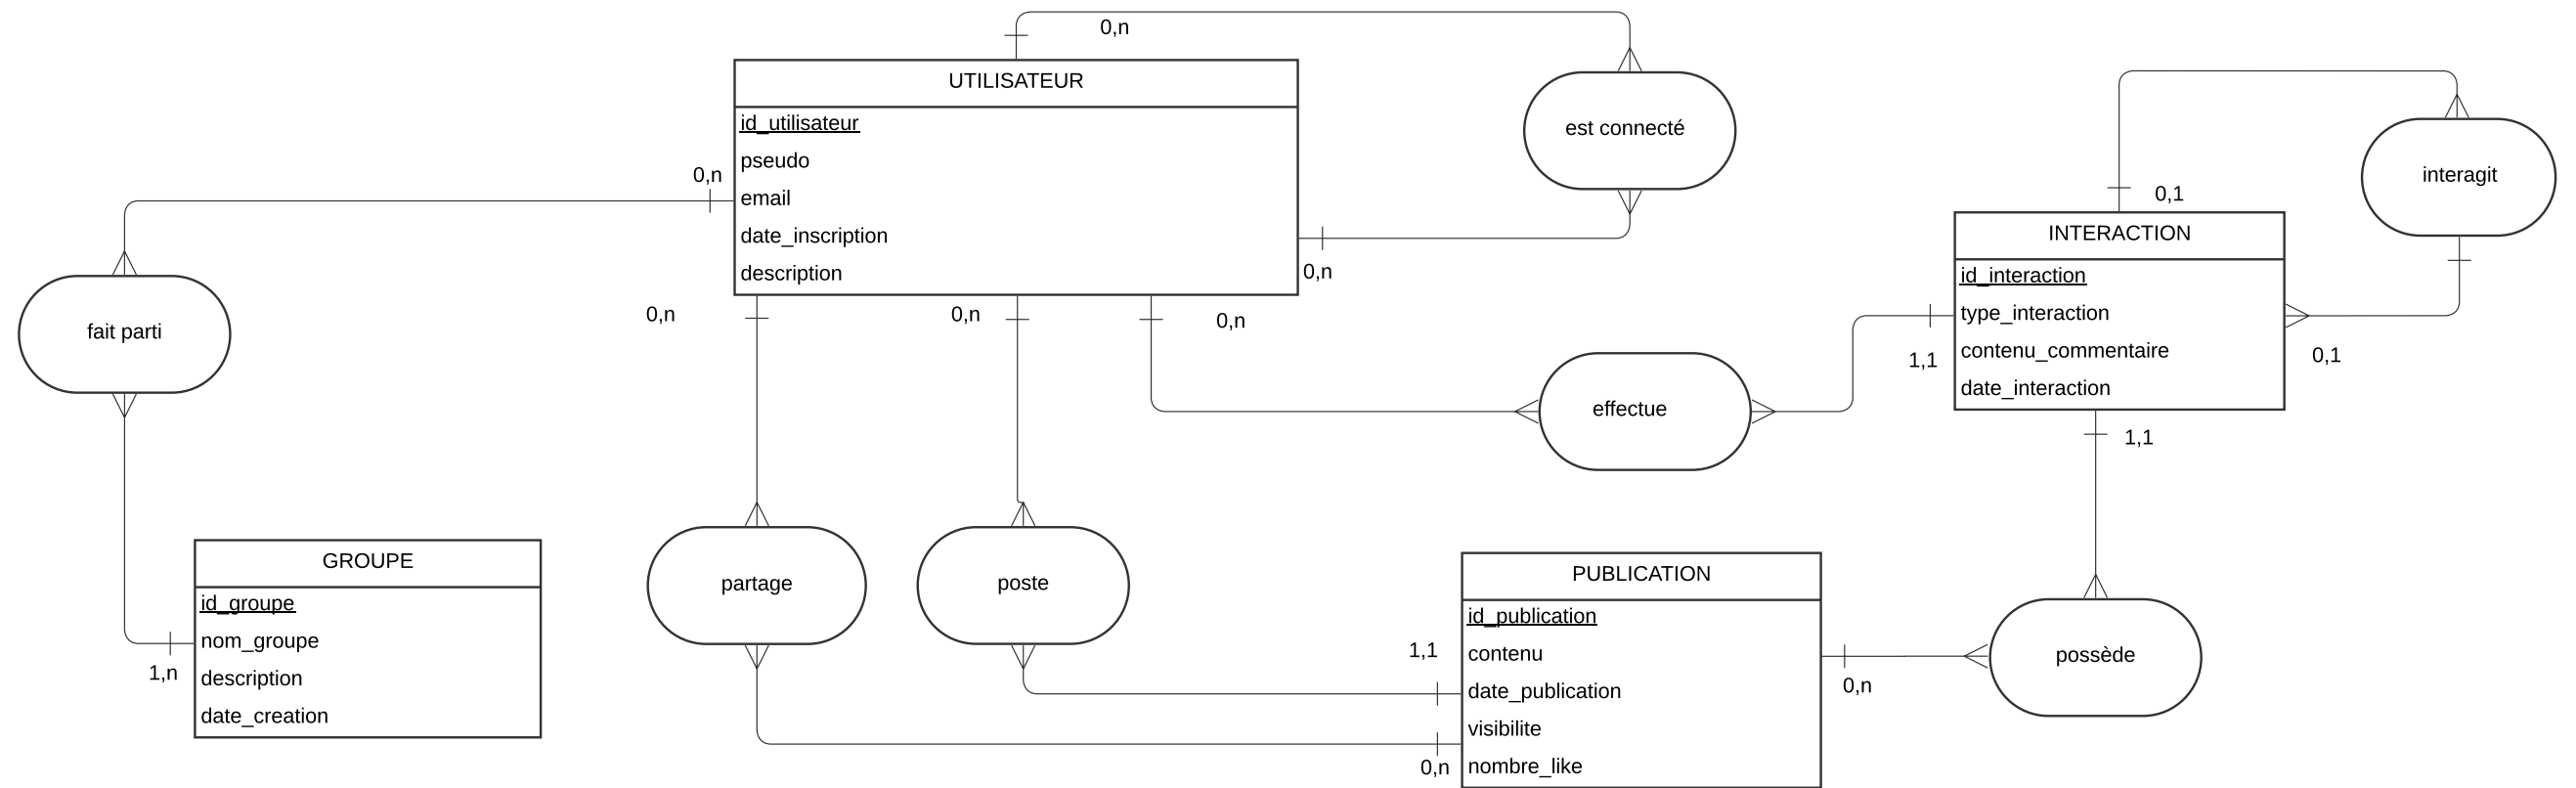 0,n
UTILISATEUR
id_utilisateur
pseudo
email
date_inscription
description
0,n
est connecté
0,n
0,n
0,n
0,n
fait parti
1,n
GROUPE
id_groupe
nom_groupe
description
date_creation
partage
poste
effectue
1,1
INTERACTION
id_interaction
type_interaction
contenu_commentaire
date_interaction
0,1
interagit
0,1
1,1
possède
0,n
PUBLICATION
id_publication
contenu
date_publication
visibilite
nombre_like
1,1
0,n